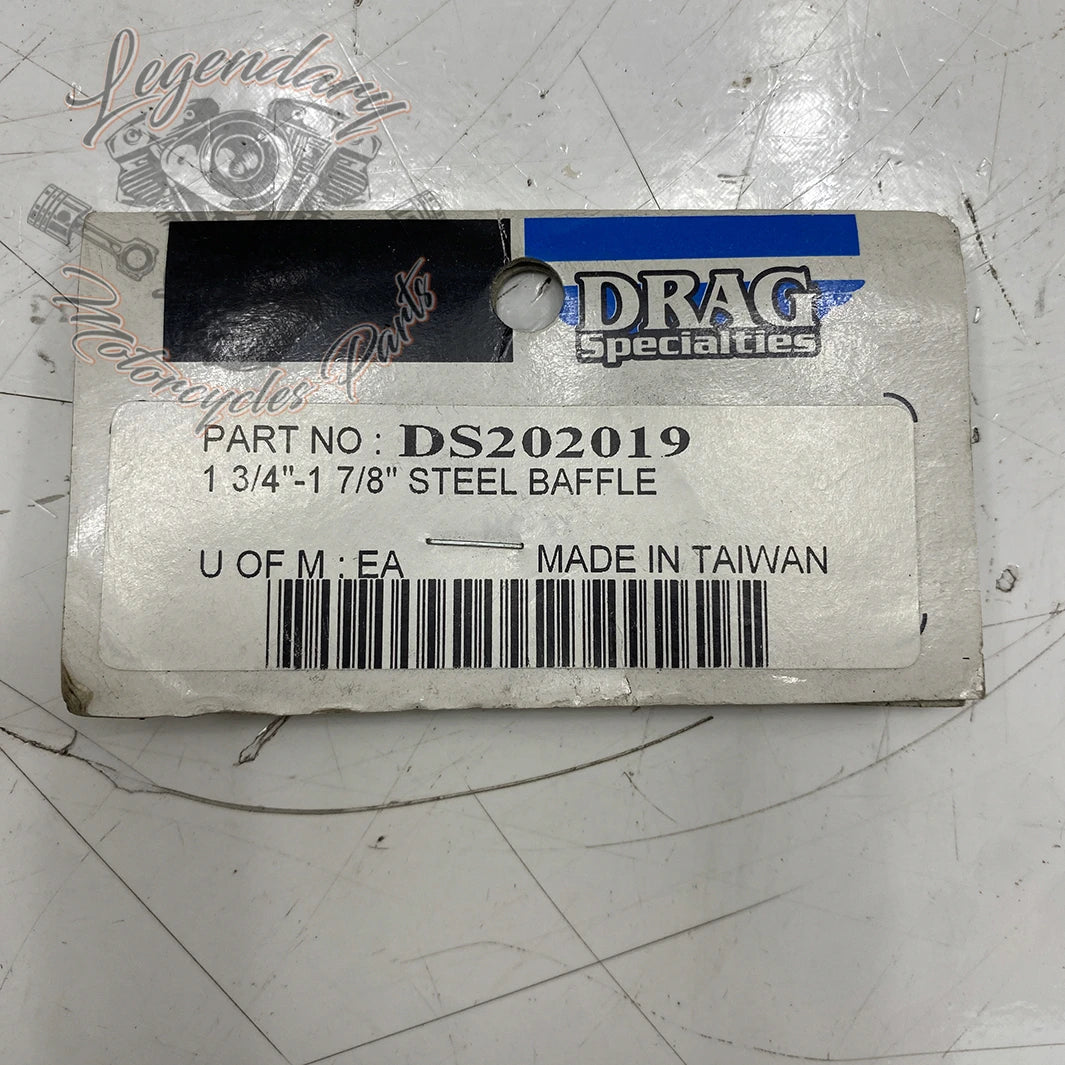 Legendary
Motorcycles Parts
DRAG
Specialties
PART NO : DS202019
1 3/4"-1 7/8" STEEL BAFFLE
U OF M : EA MADE IN TAIWAN